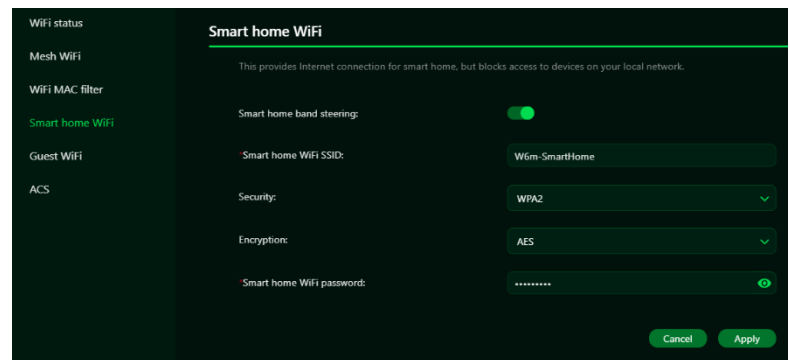 WiFi status
Mesh WiFi
WiFi MAC filter
Smart home WiFi
Guest WiFi
ACS
Smart home WiFi
This provides Internet connection for smart home, but blocks access to devices on your local network.
Smart home band steering:
*Smart home WiFi SSID: W6m-SmartHome
Security: WPA2
Encryption: AES
*Smart home WiFi password: •••••••••
Cancel Apply